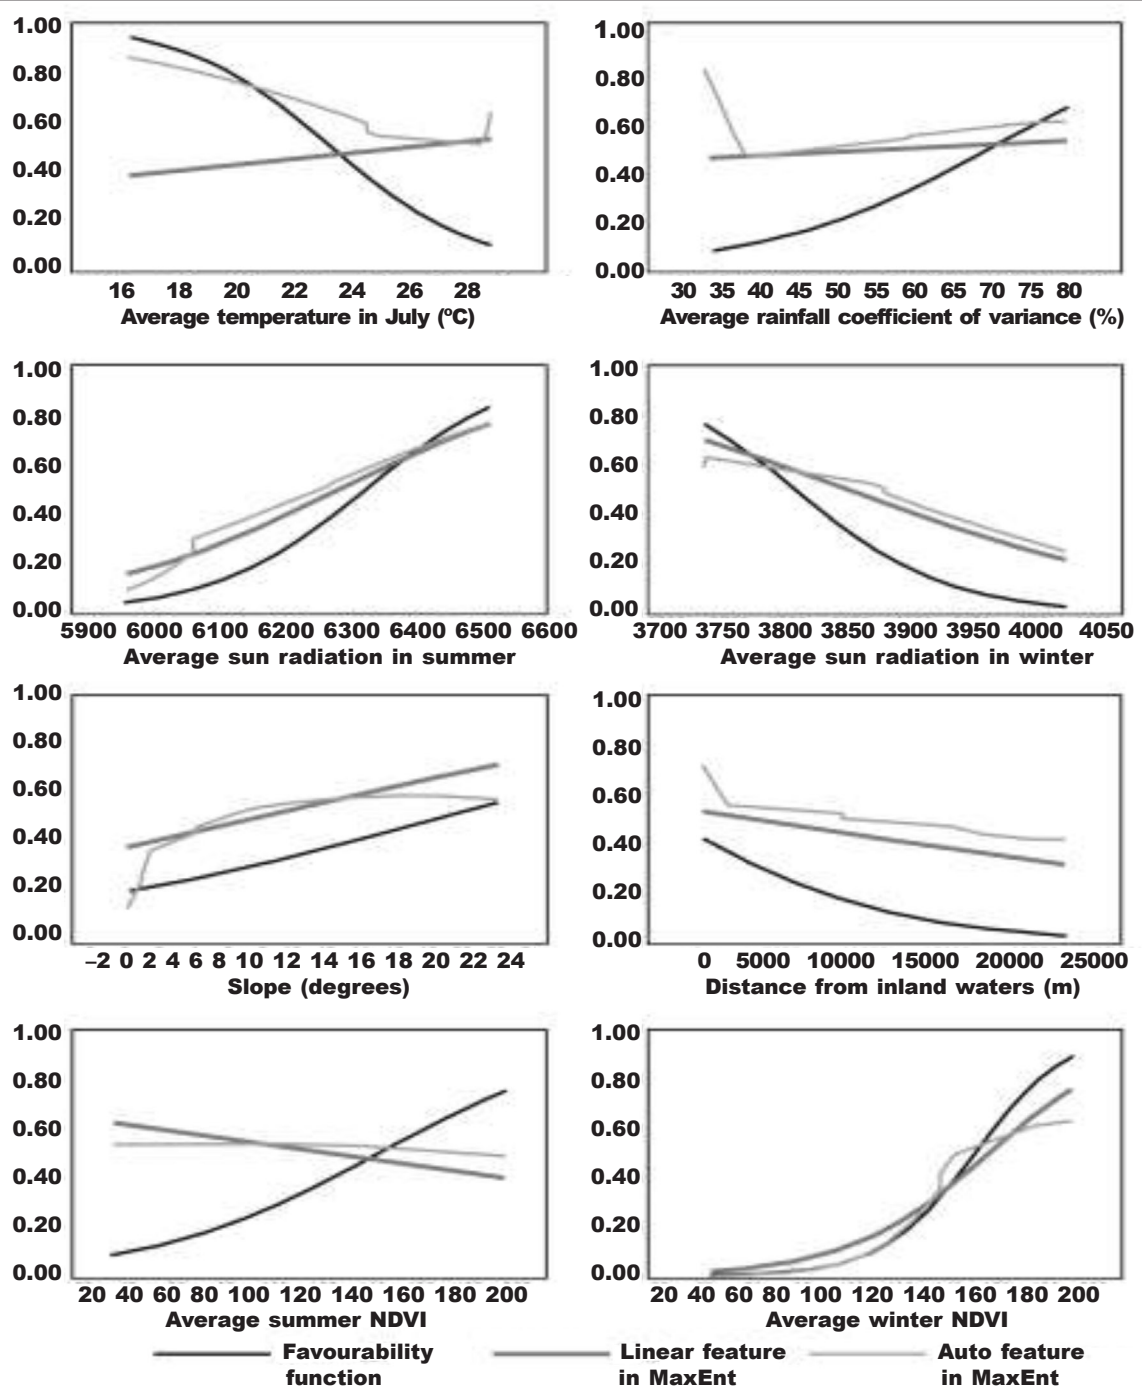 1.00
0.80
0.60
0.40
0.20
0.00
16 18 20 22 24 26 28
Average temperature in July (ºC)
1.00
0.80
0.60
0.40
0.20
0.00
30 35 40 45 50 55 60 65 70 75 80
Average rainfall coefficient of variance (%)
1.00
0.80
0.60
0.40
0.20
0.00
5900 6000 6100 6200 6300 6400 6500 6600
Average sun radiation in summer
1.00
0.80
0.60
0.40
0.20
0.00
3700 3750 3800 3850 3900 3950 4000 4050
Average sun radiation in winter
1.00
0.80
0.60
0.40
0.20
0.00
–2 0 2 4 6 8 10 12 14 16 18 20 22 24
Slope (degrees)
1.00
0.80
0.60
0.40
0.20
0.00
0 5000 10000 15000 20000 25000
Distance from inland waters (m)
1.00
0.80
0.60
0.40
0.20
0.00
20 40 60 80 100 120 140 160 180 200
Average summer NDVI
1.00
0.80
0.60
0.40
0.20
0.00
20 40 60 80 100 120 140 160 180 200
Average winter NDVI
Favourability
function
Linear feature
in MaxEnt
Auto feature
in MaxEnt